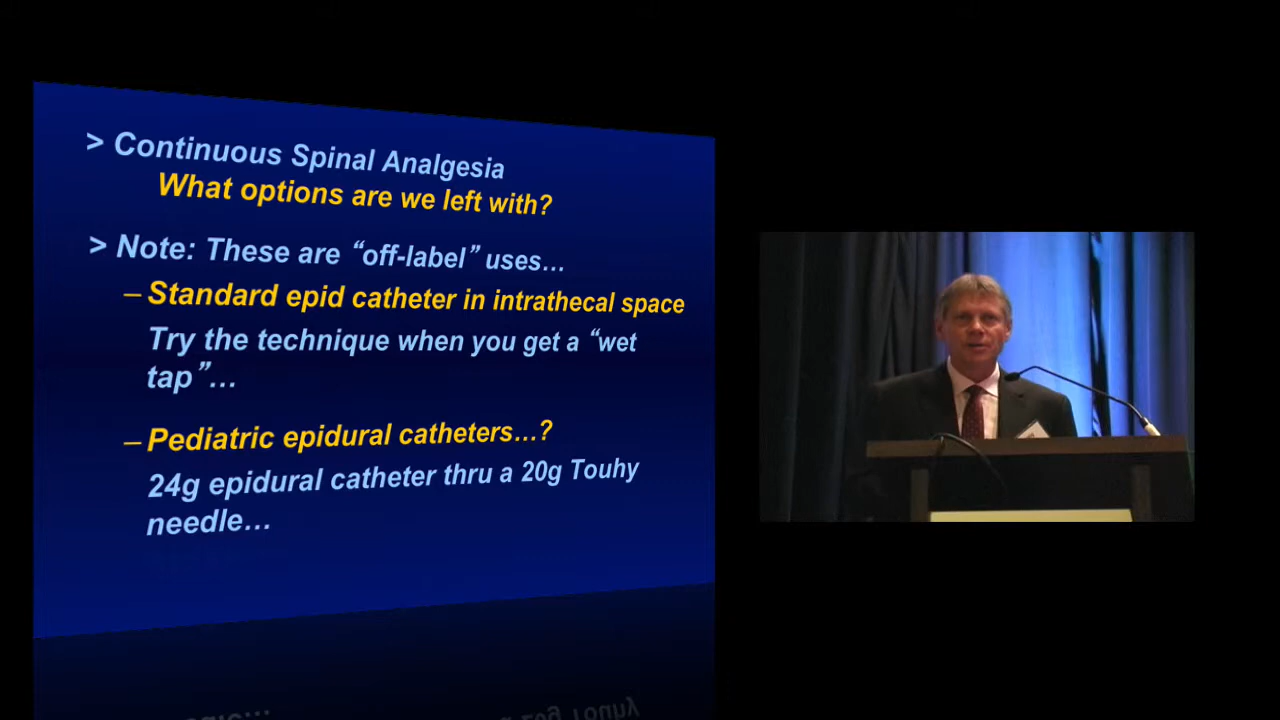 > Continuous Spinal Analgesia
What options are we left with?
> Note: These are “off-label” uses…
– Standard epid catheter in intrathecal space
Try the technique when you get a “wet
tap”…
– Pediatric epidural catheters…?
24g epidural catheter thru a 20g Touhy
needle…